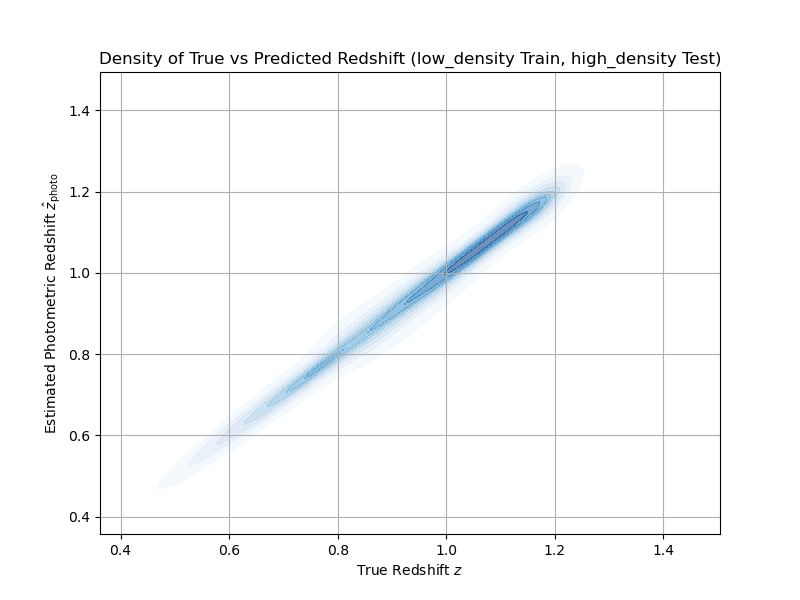 Density of True vs Predicted Redshift (low_density Train, high_density Test)
Estimated Photometric Redshift ẑ_photo
1.4
1.2
1.0
0.8
0.6
0.4
0.4 0.6 0.8 1.0 1.2 1.4
True Redshift z